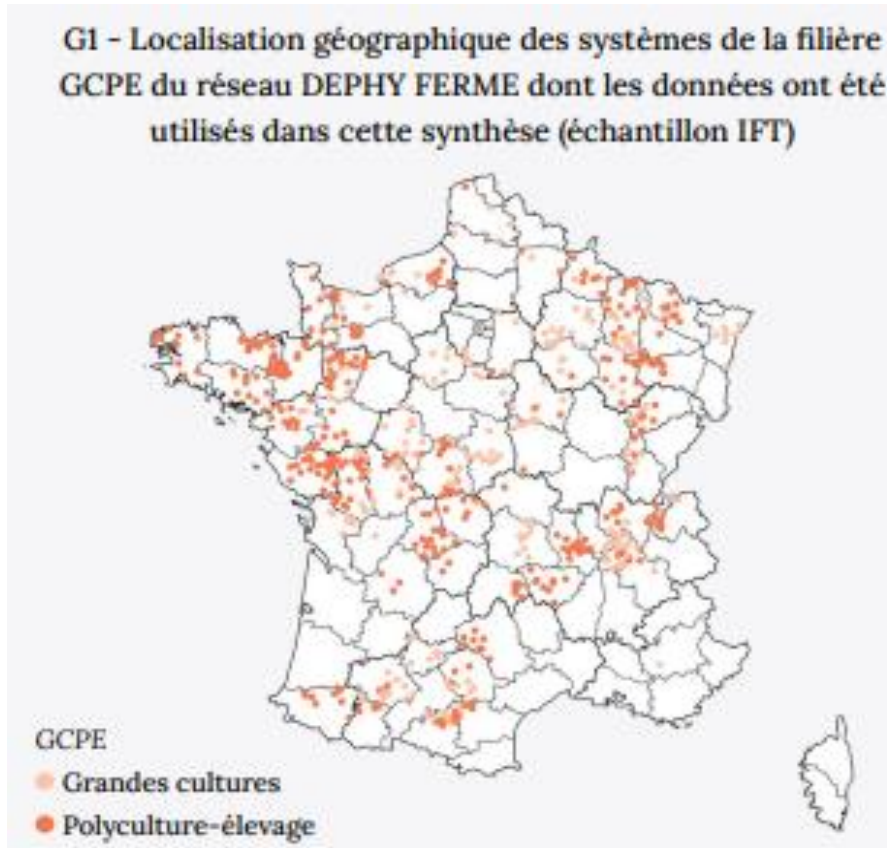 G1 - Localisation géographique des systèmes de la filière
GCPE du réseau DEPHY FERME dont les données ont été
utilisés dans cette synthèse (échantillon IFT)
GCPE
Grandes cultures
Polyculture-élevage